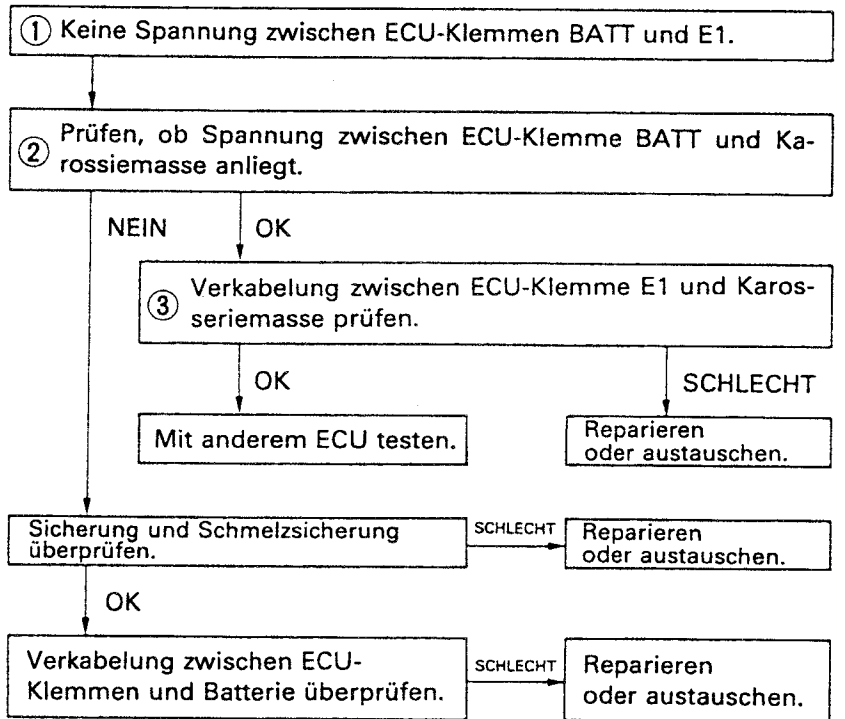 ① Keine Spannung zwischen ECU-Klemmen BATT und E1.
② Prüfen, ob Spannung zwischen ECU-Klemme BATT und Ka-
rossiemasse anliegt.
NEIN
OK
③ Verkabelung zwischen ECU-Klemme E1 und Karos-
seriemasse prüfen.
OK
SCHLECHT
Mit anderem ECU testen.
Reparieren
oder austauschen.
Sicherung und Schmelzsicherung
überprüfen.
SCHLECHT
Reparieren
oder austauschen.
OK
Verkabelung zwischen ECU-
Klemmen und Batterie überprüfen.
SCHLECHT
Reparieren
oder austauschen.